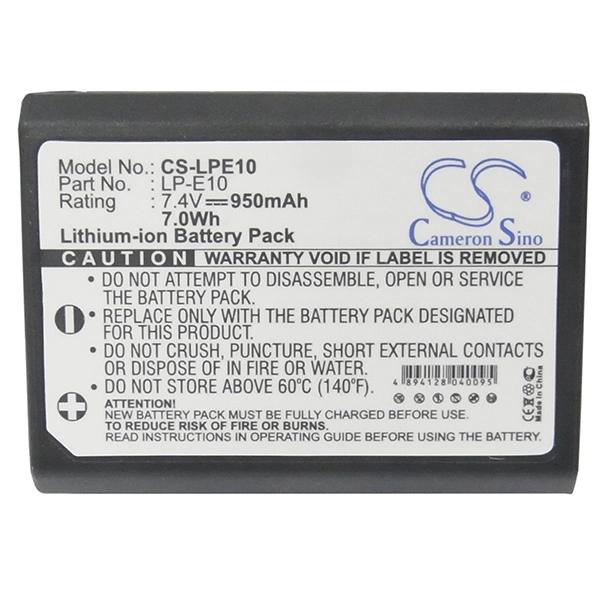 Model No.: CS-LPE10
Part No.: LP-E10
Rating: 7.4V⎓950mAh
7.0Wh
Lithium-ion Battery Pack
CS
Cameron Sino
CAUTION! WARRANTY VOID IF LABEL IS REMOVED
• DO NOT ATTEMPT TO DISASSEMBLE, OPEN OR SERVICE
THE BATTERY PACK.
• REPLACE ONLY WITH THE BATTERY PACK
DESIGNATED FOR YOUR EQUIPMENT.
• DO NOT CRUSH, PUNCTURE, SHORT EXTERNAL CONTACTS
OR DISPOSE OF IN FIRE OR WATER.
• DO NOT STORE ABOVE 60°C (140°F).
4 894128 040095
ATTENTION!
NEW BATTERY PACK MUST BE FULLY CHARGED BEFORE USE.
TO REDUCE RISK OF FIRE OR BURNS,
READ INSTRUCTIONS IN OPERATING GUIDE BEFORE USING THE BATTERY.
CE
Made in China